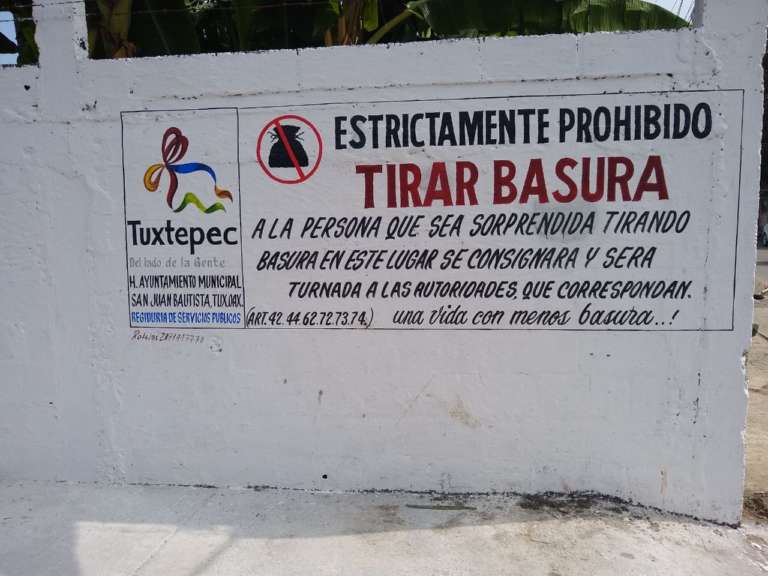 Tuxtepec
Del lado de la Gente
H. AYUNTAMIENTO MUNICIPAL
SAN JUAN BAUTISTA, TUX, OAX.
REGIDURIA DE SERVICIOS PUBLICOS
ESTRICTAMENTE PROHIBIDO
TIRAR BASURA
A LA PERSONA QUE SEA SORPRENDIDA TIRANDO
BASURA EN ESTE LUGAR SE CONSIGNARA Y SERA
TURNADA A LAS AUTORIDADES, QUE CORRESPONDAN.
(ART. 42. 44. 62. 72. 73. 74.) una vida con menos basura..!